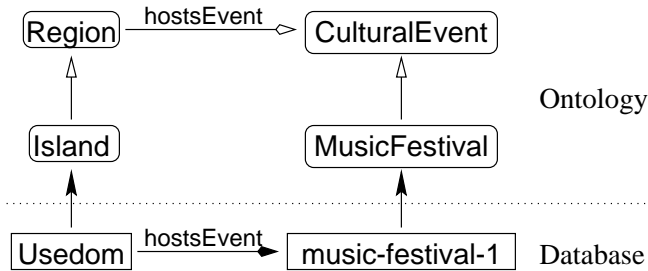 Region hostsEvent CulturalEvent
Ontology
Island MusicFestival
Usedom hostsEvent music-festival-1 Database